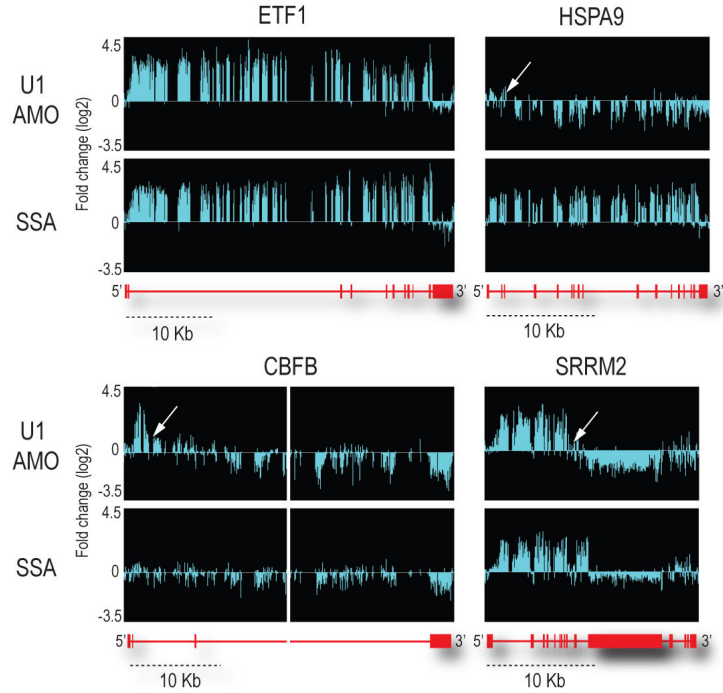 ETF1
HSPA9
U1
AMO
SSA
Fold change (log2)
4.5
0
-3.5
4.5
0
-3.5
5'
3'
5'
3'
10 Kb
10 Kb
CBFB
SRRM2
U1
AMO
SSA
Fold change (log2)
4.5
0
-3.5
4.5
0
-3.5
5'
3'
5'
3'
10 Kb
10 Kb